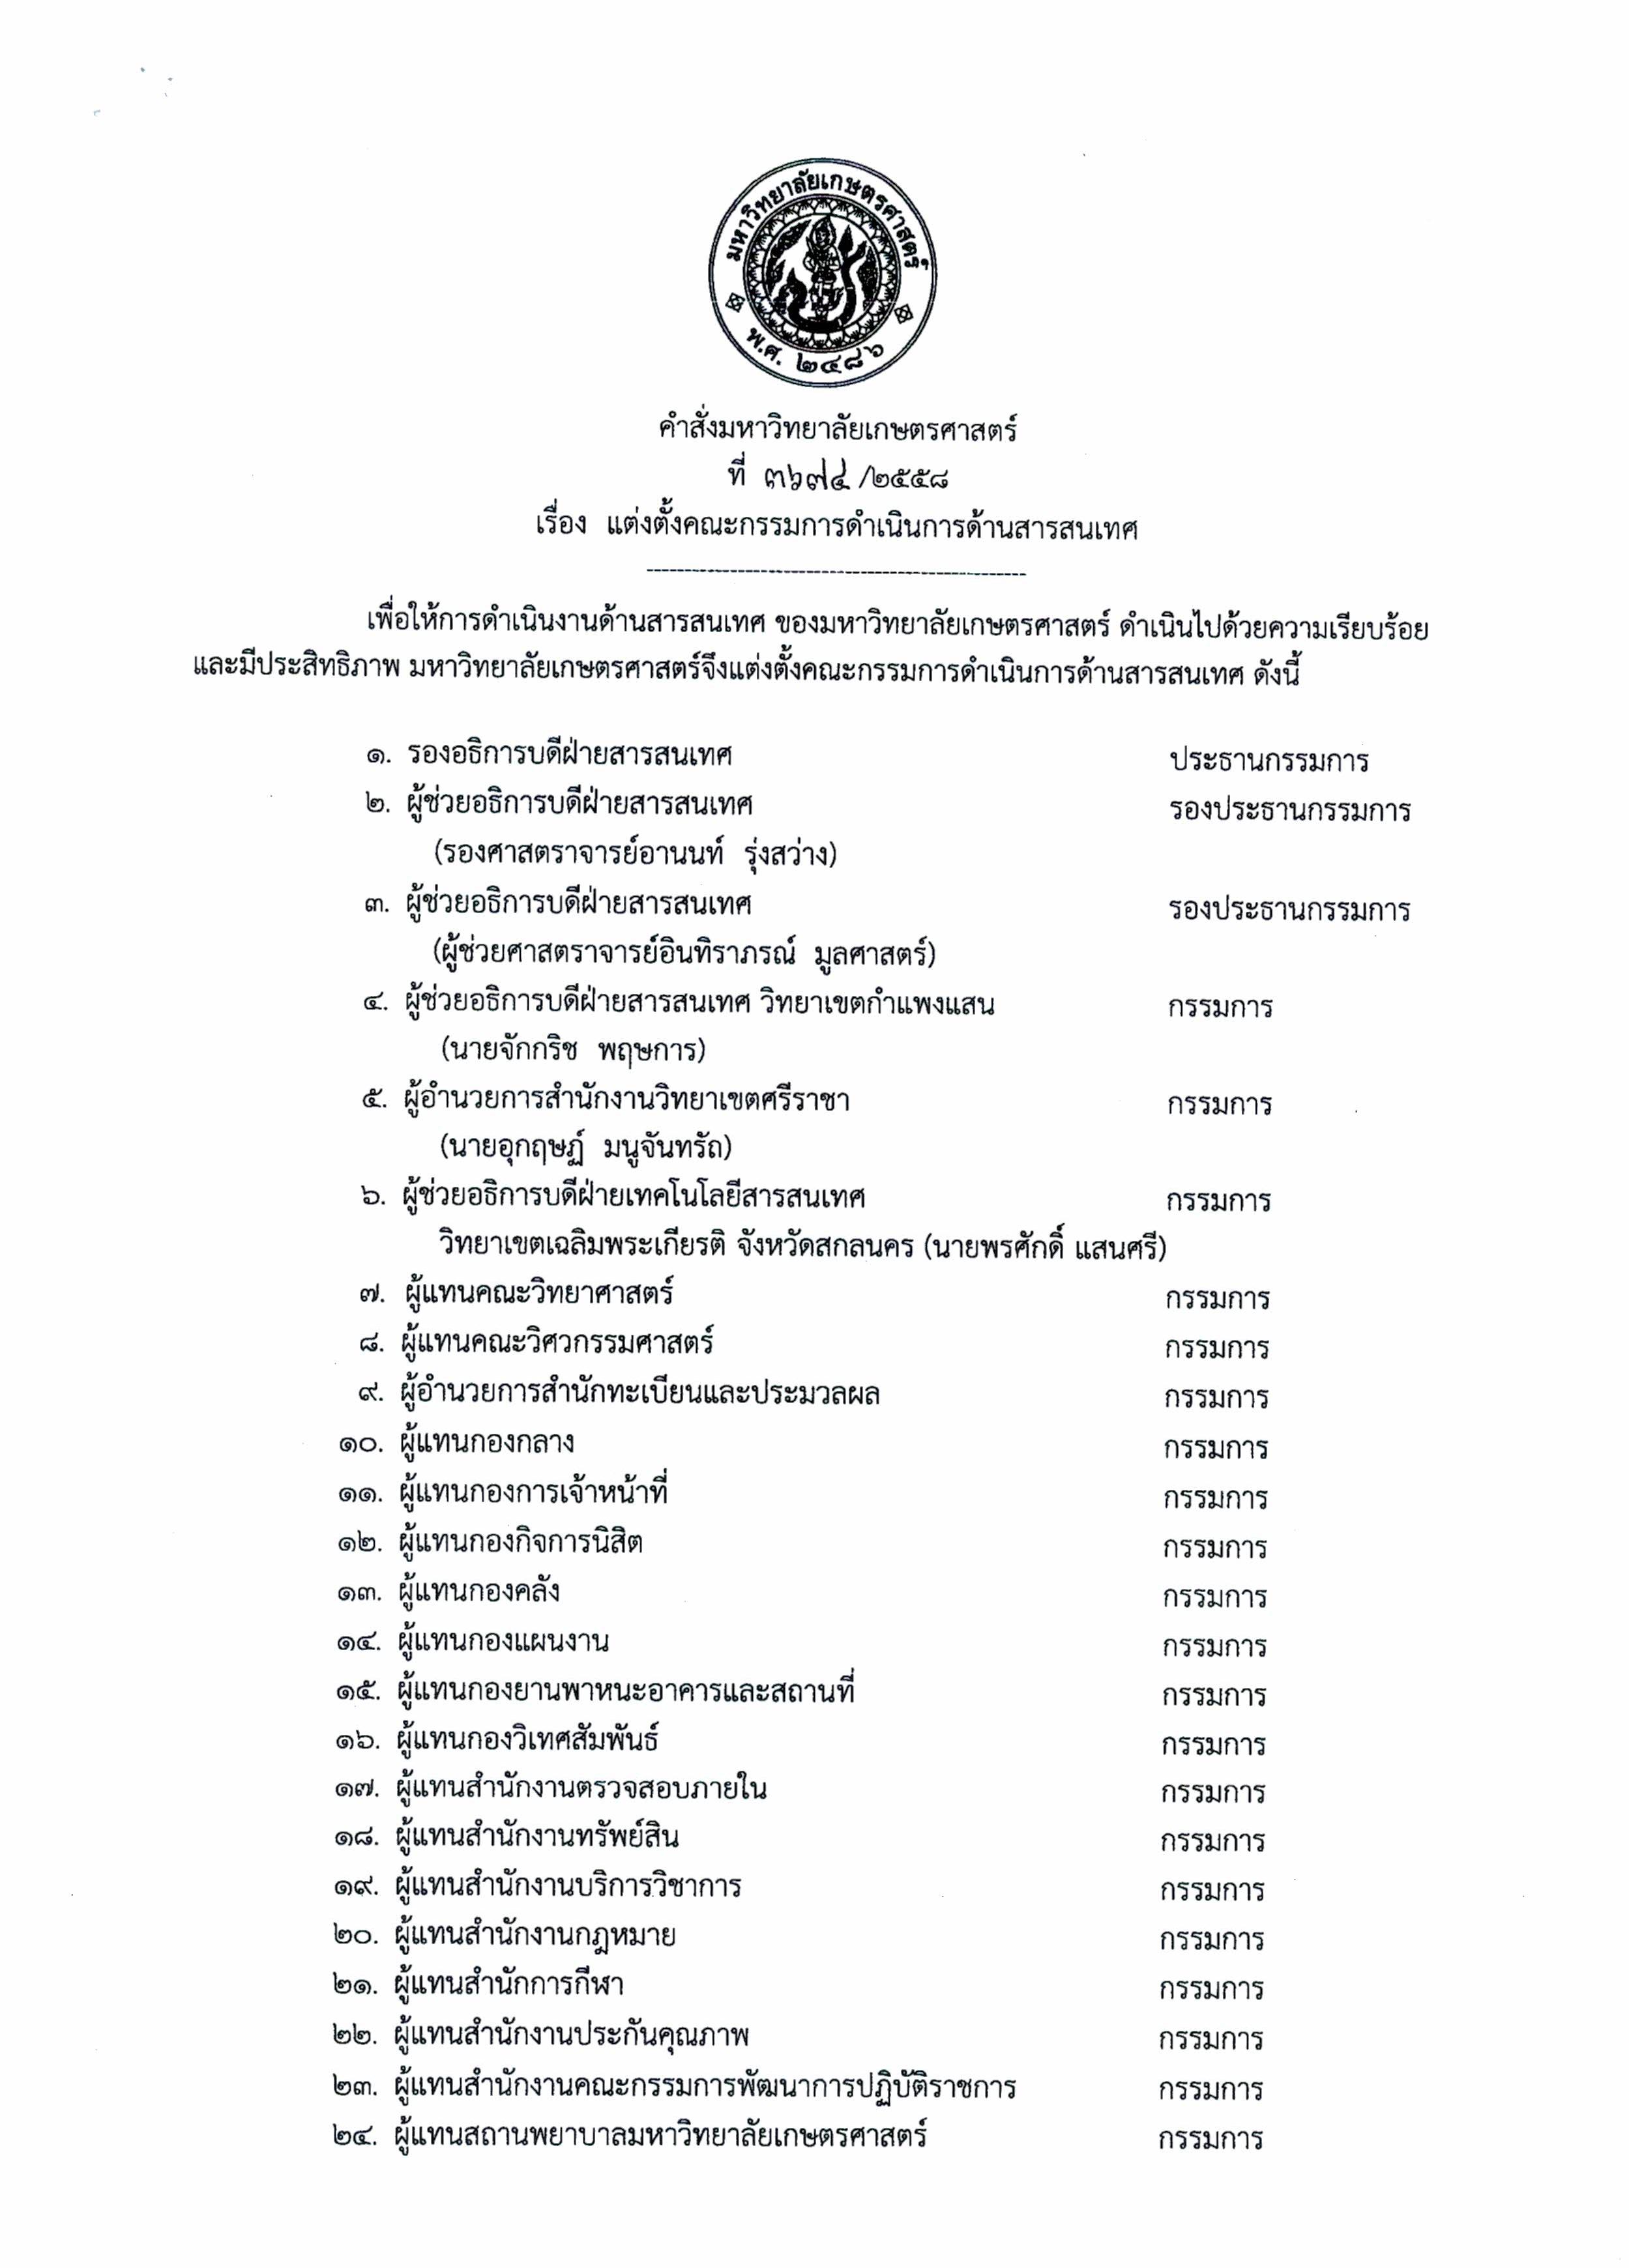 มหาวิทยาลัยเกษตรศาสตร์
พ.ศ. ๒๔๘๖
คำสั่งมหาวิทยาลัยเกษตรศาสตร์
ที่ ๓๖๗๔ /๒๕๕๘
เรื่อง แต่งตั้งคณะกรรมการดำเนินการด้านสารสนเทศ
เพื่อให้การดำเนินงานด้านสารสนเทศ ของมหาวิทยาลัยเกษตรศาสตร์ ดำเนินไปด้วยความเรียบร้อย
และมีประสิทธิภาพ มหาวิทยาลัยเกษตรศาสตร์จึงแต่งตั้งคณะกรรมการดำเนินการด้านสารสนเทศ ดังนี้
๑. รองอธิการบดีฝ่ายสารสนเทศ ประธานกรรมการ
๒. ผู้ช่วยอธิการบดีฝ่ายสารสนเทศ รองประธานกรรมการ
(รองศาสตราจารย์อานนท์ รุ่งสว่าง)
๓. ผู้ช่วยอธิการบดีฝ่ายสารสนเทศ รองประธานกรรมการ
(ผู้ช่วยศาสตราจารย์อินทิราภรณ์ มูลศาสตร์)
๔. ผู้ช่วยอธิการบดีฝ่ายสารสนเทศ วิทยาเขตกำแพงแสน กรรมการ
(นายจักกริช พฤษการ)
๕. ผู้อำนวยการสำนักงานวิทยาเขตศรีราชา กรรมการ
(นายอุกฤษฏ์ มนูจันทรัถ)
๖. ผู้ช่วยอธิการบดีฝ่ายเทคโนโลยีสารสนเทศ กรรมการ
วิทยาเขตเฉลิมพระเกียรติ จังหวัดสกลนคร (นายพรศักดิ์ แสนศรี)
๗. ผู้แทนคณะวิทยาศาสตร์ กรรมการ
๘. ผู้แทนคณะวิศวกรรมศาสตร์ กรรมการ
๙. ผู้อำนวยการสำนักทะเบียนและประมวลผล กรรมการ
๑๐. ผู้แทนกองกลาง กรรมการ
๑๑. ผู้แทนกองการเจ้าหน้าที่ กรรมการ
๑๒. ผู้แทนกองกิจการนิสิต กรรมการ
๑๓. ผู้แทนกองคลัง กรรมการ
๑๔. ผู้แทนกองแผนงาน กรรมการ
๑๕. ผู้แทนกองยานพาหนะอาคารและสถานที่ กรรมการ
๑๖. ผู้แทนกองวิเทศสัมพันธ์ กรรมการ
๑๗. ผู้แทนสำนักงานตรวจสอบภายใน กรรมการ
๑๘. ผู้แทนสำนักงานทรัพย์สิน กรรมการ
๑๙. ผู้แทนสำนักงานบริการวิชาการ กรรมการ
๒๐. ผู้แทนสำนักงานกฎหมาย กรรมการ
๒๑. ผู้แทนสำนักการกีฬา กรรมการ
๒๒. ผู้แทนสำนักงานประกันคุณภาพ กรรมการ
๒๓. ผู้แทนสำนักงานคณะกรรมการพัฒนาการปฏิบัติราชการ กรรมการ
๒๔. ผู้แทนสถานพยาบาลมหาวิทยาลัยเกษตรศาสตร์ กรรมการ